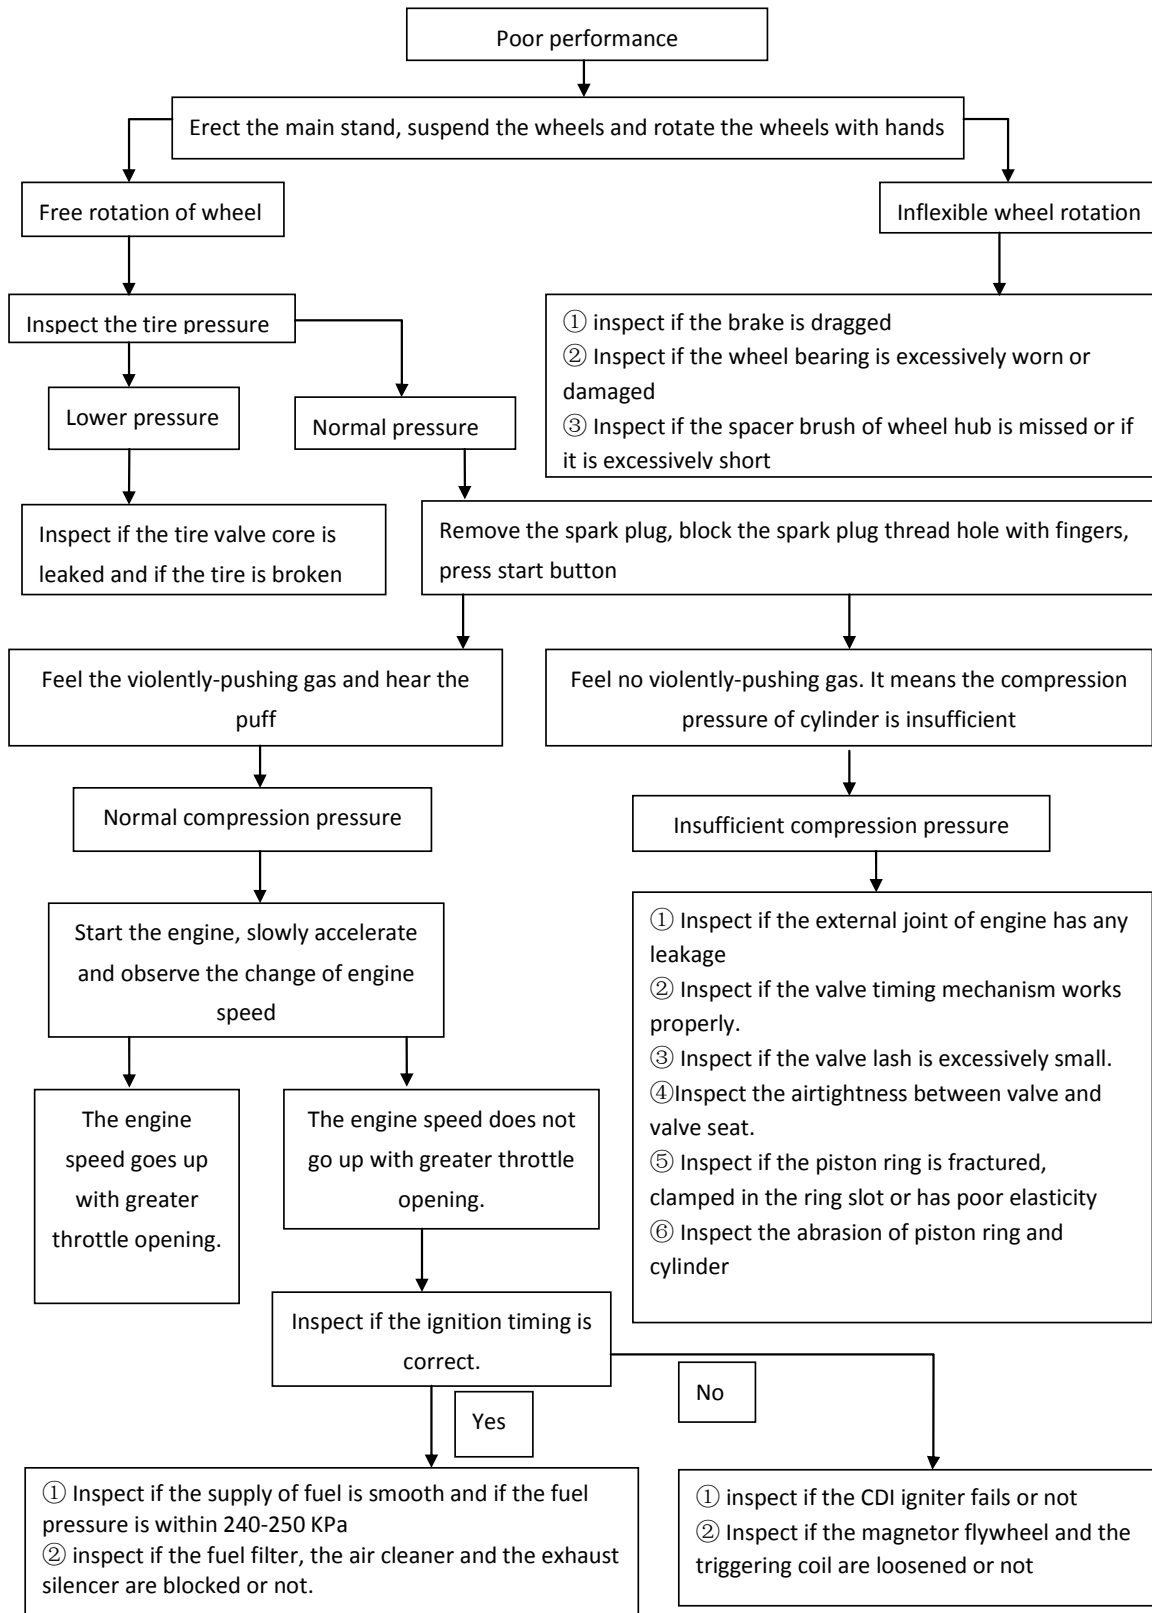 Poor performance
Erect the main stand, suspend the wheels and rotate the wheels with hands
Free rotation of wheel
Inflexible wheel rotation
Inspect the tire pressure
① inspect if the brake is dragged
② Inspect if the wheel bearing is excessively worn or
damaged
③ Inspect if the spacer brush of wheel hub is missed or if
it is excessively short
Lower pressure
Normal pressure
Inspect if the tire valve core is
leaked and if the tire is broken
Remove the spark plug, block the spark plug thread hole with fingers,
press start button
Feel the violently-pushing gas and hear the
puff
Feel no violently-pushing gas. It means the compression
pressure of cylinder is insufficient
Normal compression pressure
Insufficient compression pressure
Start the engine, slowly accelerate
and observe the change of engine
speed
① Inspect if the external joint of engine has any
leakage
② Inspect if the valve timing mechanism works
properly.
③ Inspect if the valve lash is excessively small.
④Inspect the airtightness between valve and
valve seat.
⑤ Inspect if the piston ring is fractured,
clamped in the ring slot or has poor elasticity
⑥ Inspect the abrasion of piston ring and
cylinder
The engine
speed goes up
with greater
throttle opening.
The engine speed does not
go up with greater throttle
opening.
Inspect if the ignition timing is
correct.
Yes
No
① Inspect if the supply of fuel is smooth and if the fuel
pressure is within 240-250 KPa
② inspect if the fuel filter, the air cleaner and the exhaust
silencer are blocked or not.
① inspect if the CDI igniter fails or not
② Inspect if the magnetor flywheel and the
triggering coil are loosened or not